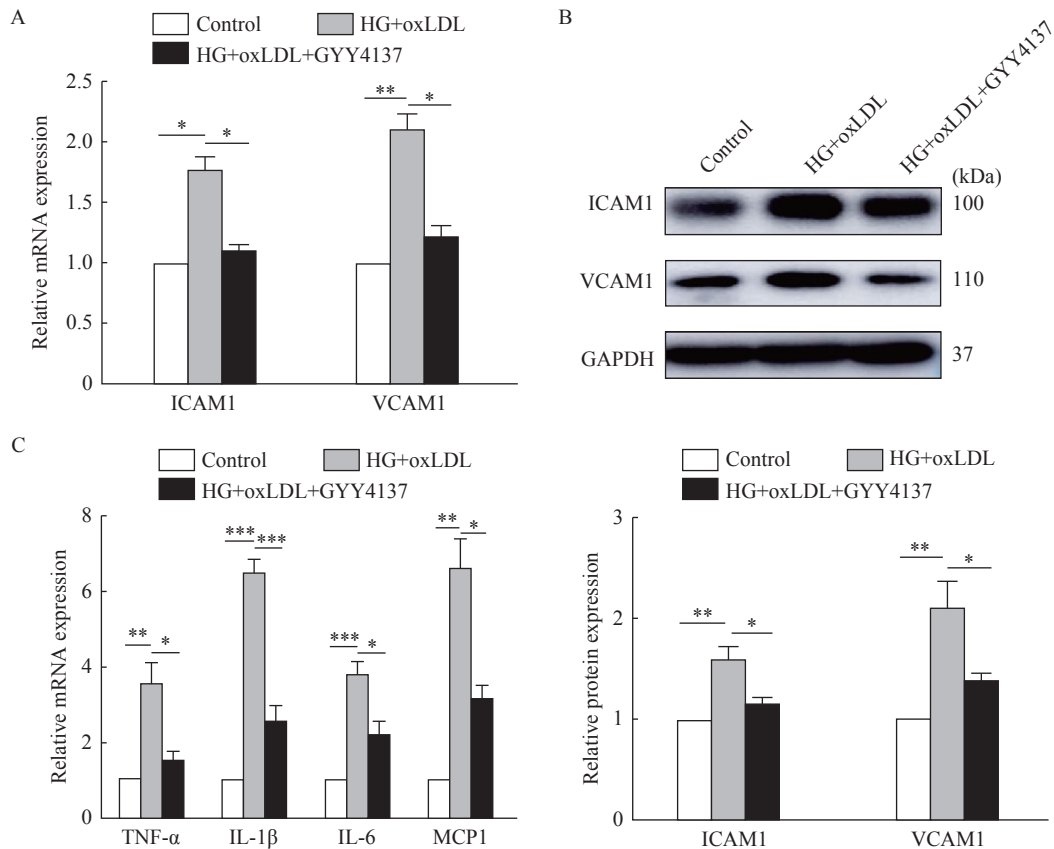 A
Control
HG+oxLDL
HG+oxLDL+GYY4137
Relative mRNA expression
2.5
2.0
1.5
1.0
0.5
0
* *
** *
ICAM1 VCAM1
B
Control HG+oxLDL HG+oxLDL+GYY4137
(kDa)
ICAM1 100
VCAM1 110
GAPDH 37
C
Control
HG+oxLDL
HG+oxLDL+GYY4137
Relative mRNA expression
8
6
4
2
0
** *
*** ***
*** *
** *
TNF-α IL-1β IL-6 MCP1
Control
HG+oxLDL
HG+oxLDL+GYY4137
Relative protein expression
3
2
1
0
** *
** *
ICAM1 VCAM1